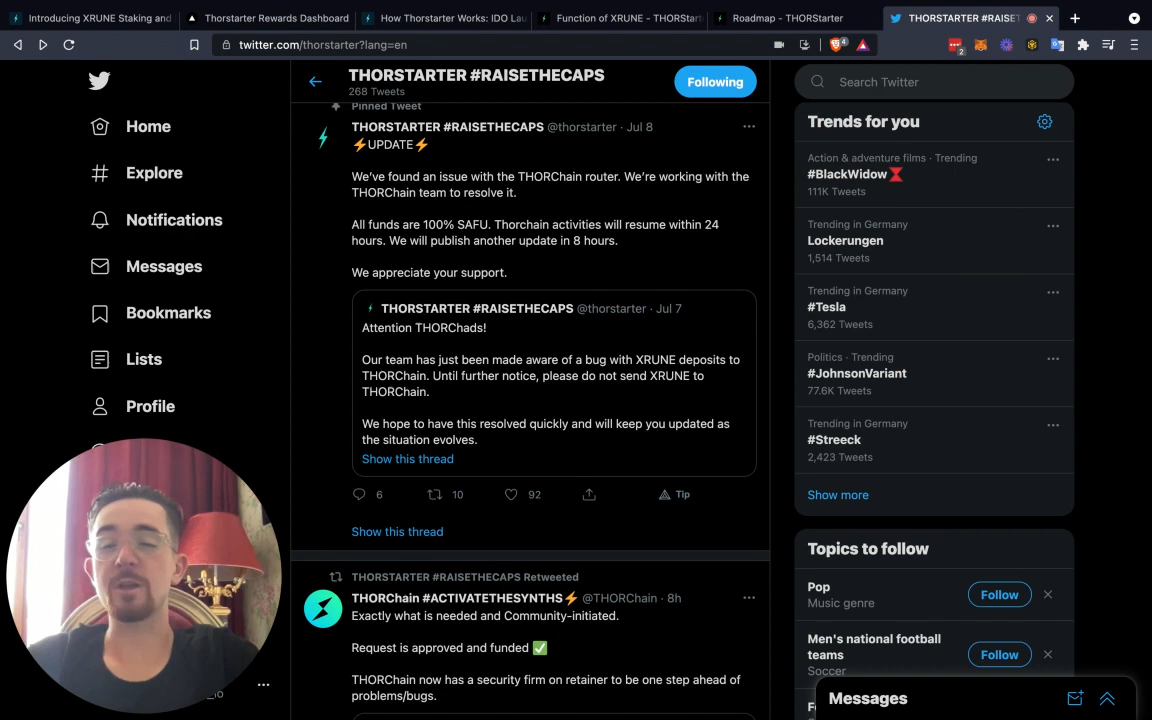 Introducing XRUNE Staking and
Thorstarter Rewards Dashboard
How Thorstarter Works: IDO Lau
Function of XRUNE - THORStart
Roadmap - THORStarter
THORSTARTER #RAISET
twitter.com/thorstarter?lang=en
4
2
THORSTARTER #RAISETHECAPS
268 Tweets
Following
Pinned Tweet
THORSTARTER #RAISETHECAPS @thorstarter · Jul 8
⚡UPDATE⚡
We've found an issue with the THORChain router. We're working with the
THORChain team to resolve it.
All funds are 100% SAFU. Thorchain activities will resume within 24
hours. We will publish another update in 8 hours.
We appreciate your support.
THORSTARTER #RAISETHECAPS @thorstarter · Jul 7
Attention THORChads!
Our team has just been made aware of a bug with XRUNE deposits to
THORChain. Until further notice, please do not send XRUNE to
THORChain.
We hope to have this resolved quickly and will keep you updated as
the situation evolves.
Show this thread
6
10
92
Tip
Show this thread
THORSTARTER #RAISETHECAPS Retweeted
THORChain #ACTIVATETHESYNTHS⚡ @THORChain · 8h
Exactly what is needed and Community-initiated.
Request is approved and funded ✅
THORChain now has a security firm on retainer to be one step ahead of
problems/bugs.
Home
Explore
Notifications
Messages
Bookmarks
Lists
Profile
Search Twitter
Trends for you
Action & adventure films · Trending
#BlackWidow
111K Tweets
Trending in Germany
Lockerungen
1,514 Tweets
Trending in Germany
#Tesla
6,362 Tweets
Politics · Trending
#JohnsonVariant
77.6K Tweets
Trending in Germany
#Streeck
2,423 Tweets
Show more
Topics to follow
Pop
Music genre
Follow
Men's national football
teams
Soccer
Follow
Messages